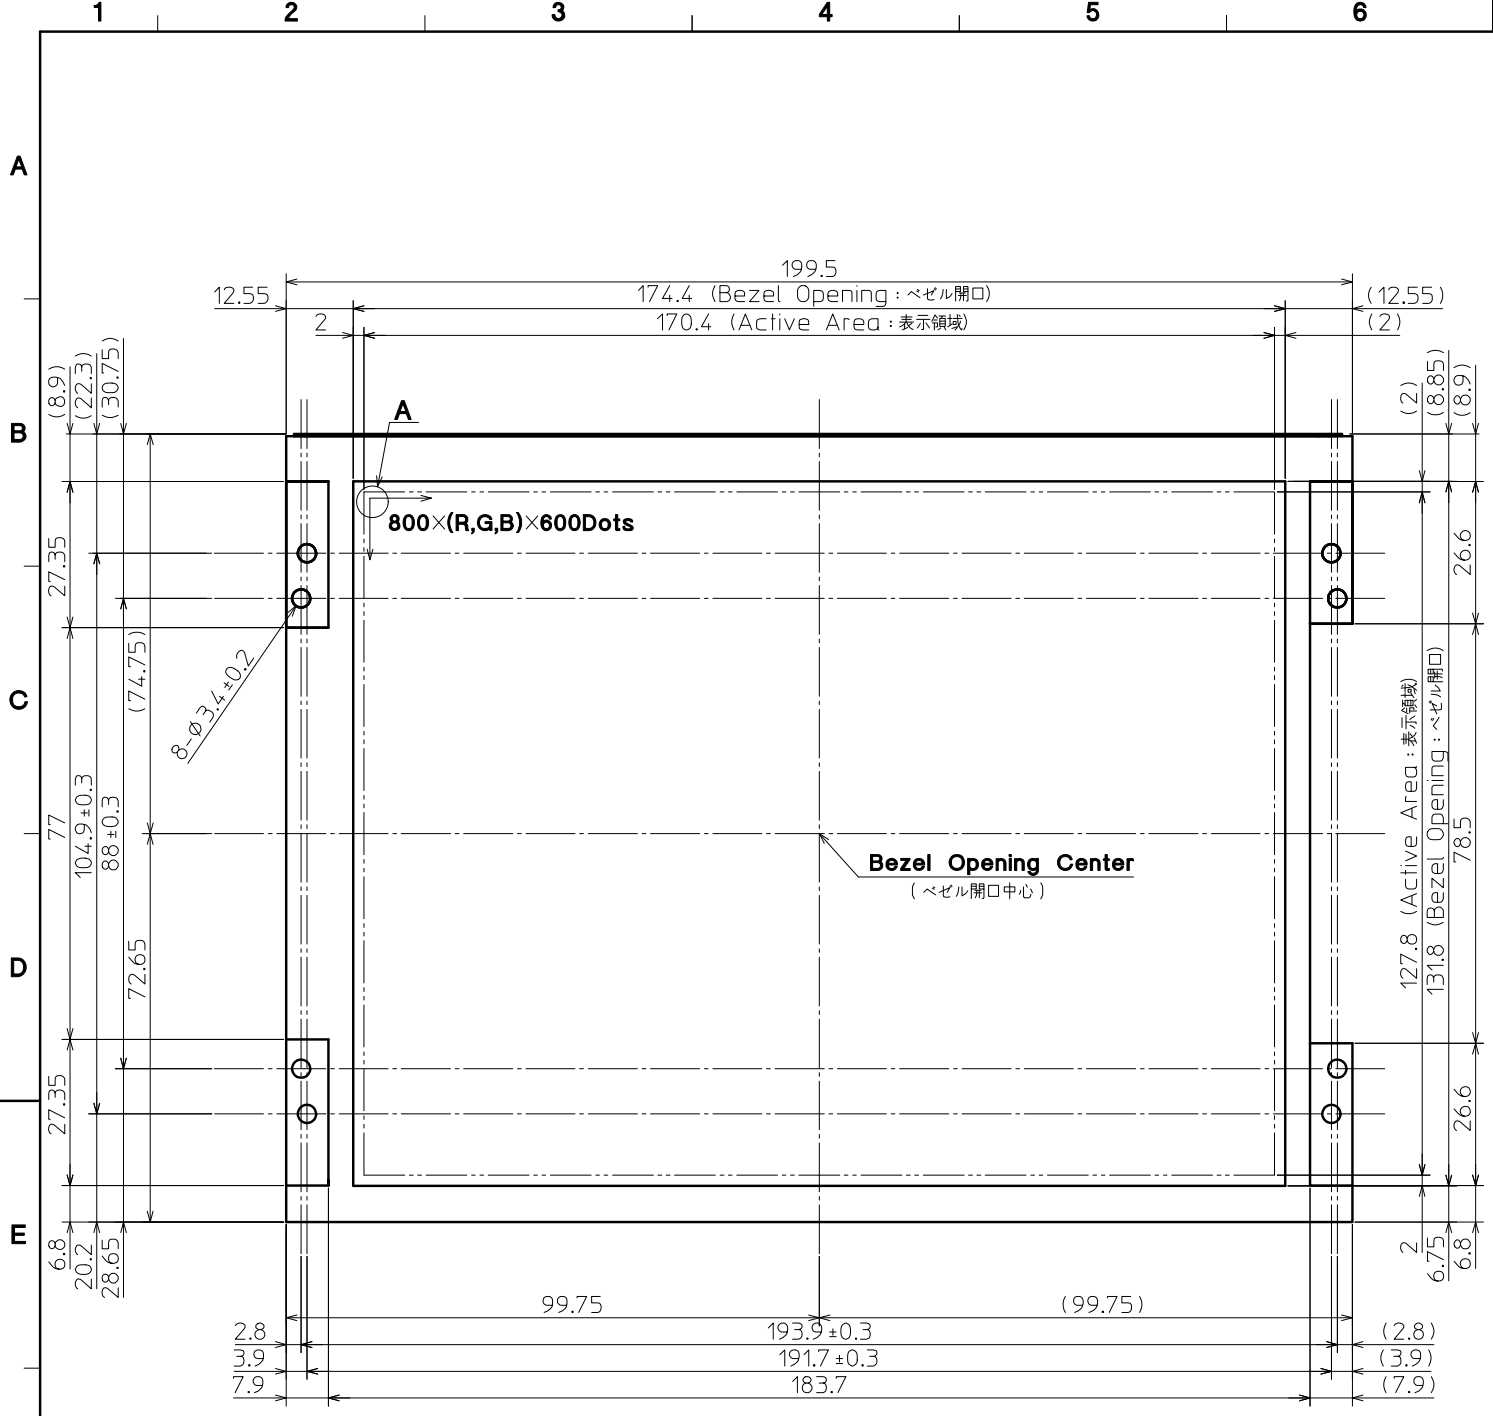 1 2 3 4 5 6
A
B
C
D
E
199.5
12.55
174.4 (Bezel Opening:ベゼル開口)
(12.55)
2
170.4 (Active Area:表示領域)
(2)
(8.9)
(22.3)
(30.75)
(2)
(8.85)
(8.9)
A
800×(R,G,B)×600Dots
27.35
26.6
(74.75)
8-Ø3.4±0.2
77
104.9±0.3
88±0.3
127.8 (Active Area:表示領域)
131.8 (Bezel Opening:ベゼル開口)
78.5
Bezel Opening Center
(ベゼル開口中心)
72.65
27.35
26.6
6.8
20.2
28.65
2
6.75
6.8
99.75
(99.75)
2.8
193.9±0.3
(2.8)
3.9
191.7±0.3
(3.9)
7.9
183.7
(7.9)